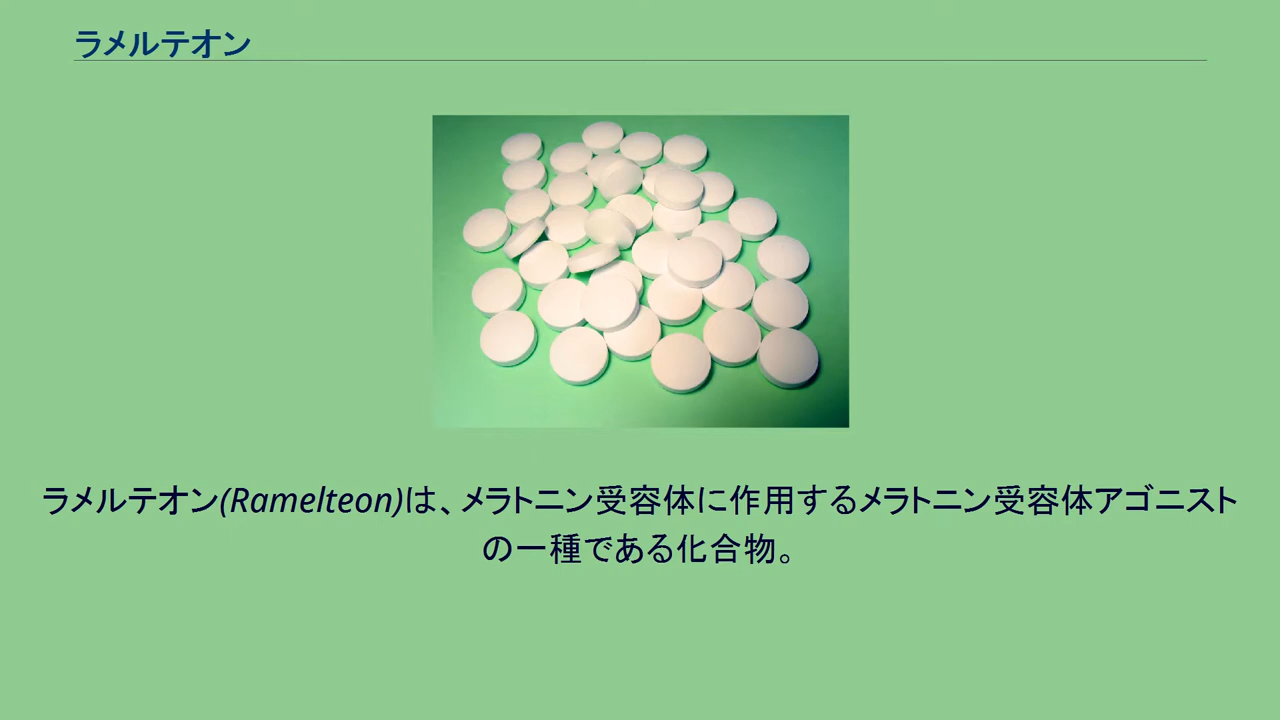 ラメルテオン
ラメルテオン(Ramelteon)は、メラトニン受容体に作用するメラトニン受容体アゴニスト
の一種である化合物。